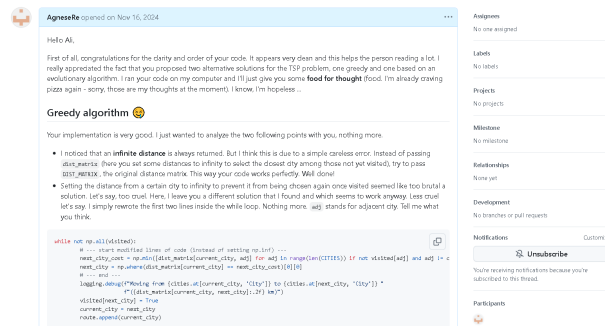 AgneseRe opened on Nov 16, 2024
Hello Ali,
First of all, congratulations for the clarity and order of your code. It appears very clean and this helps the person reading a lot. I
really appreciated the fact that you proposed two alternative solutions for the TSP problem, one greedy and one based on an
evolutionary algorithm. I ran your code on my computer and I'll just give you some food for thought (food. I'm already craving
pizza again - sorry, those are my thoughts at the moment). I know, I'm hopeless ...
Greedy algorithm 😋
Your implementation is very good. I just wanted to analyze the two following points with you, nothing more.
• I noticed that an infinite distance is always returned. But I think this is due to a simple careless error. Instead of passing
dist_matrix (here you set some distances to infinity to select the closest city among those not yet visited), try to pass
DIST_MATRIX, the original distance matrix. This way your code works perfectly. Well done!
• Setting the distance from a certain city to infinity to prevent it from being chosen again once visited seemed like too brutal a
solution. Let's say, too cruel. Here, I leave you a different solution that I found and which seems to work anyway. Less cruel
let's say. I simply rewrote the first two lines inside the while loop. Nothing more. adj stands for adjacent city. Tell me what
you think.
while not np.all(visited):
# --- start modified lines of code (instead of setting np.inf) ---
next_city_cost = np.min([dist_matrix[current_city, adj] for adj in range(len(CITIES)) if not visited[adj] and adj != c
next_city = np.where(dist_matrix[current_city] == next_city_cost)[0][0]
# --- end ---
logging.debug(f"Moving from {cities.at[current_city, 'City']} to {cities.at[next_city, 'City']} "
f"({dist_matrix[current_city, next_city]:.2f} km)")
visited[next_city] = True
current_city = next_city
route.append(current_city)
Assignees
No one assigned
Labels
No labels
Projects
No projects
Milestone
No milestone
Relationships
None yet
Development
No branches or pull requests
Notifications Custom
Unsubscribe
You're receiving notifications because you're
subscribed to this thread.
Participants